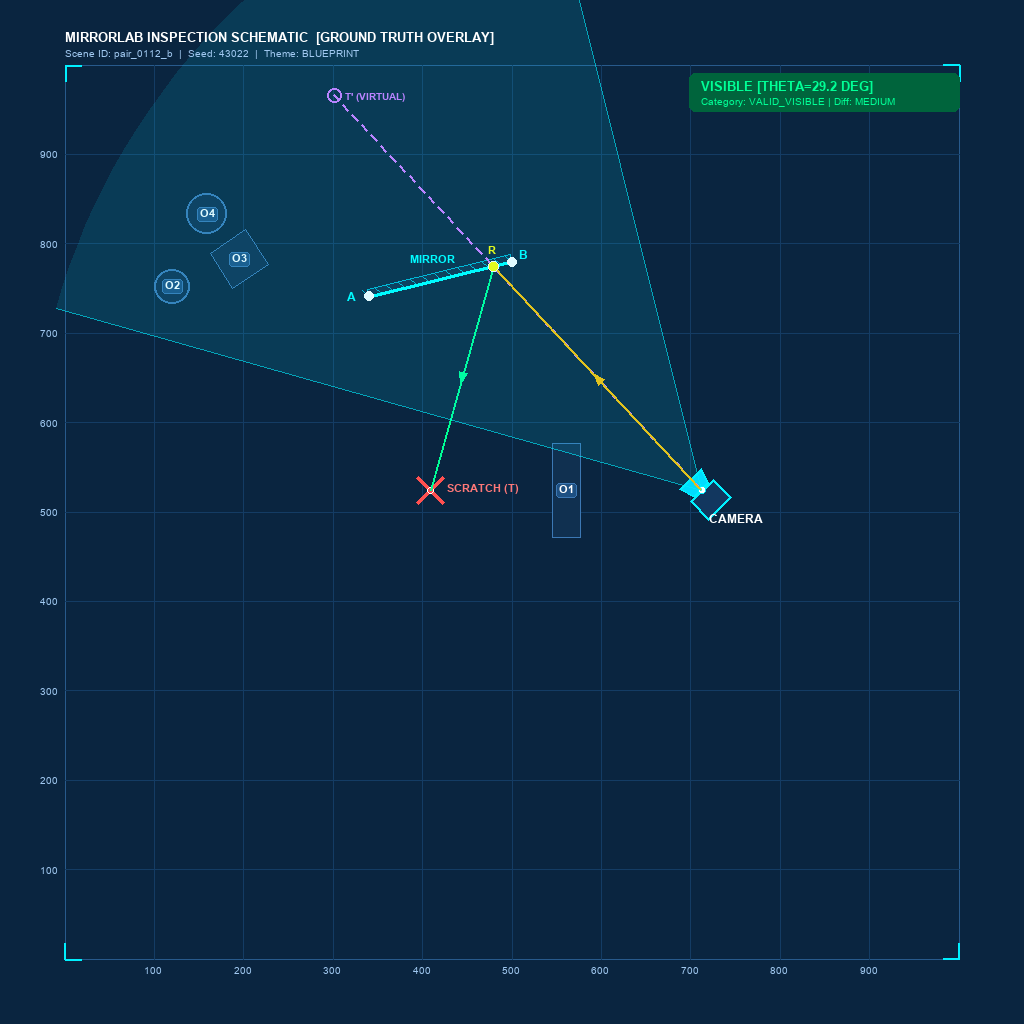 MIRRORLAB INSPECTION SCHEMATIC [GROUND TRUTH OVERLAY]
Scene ID: pair_0112_b | Seed: 43022 | Theme: BLUEPRINT
VISIBLE [THETA=29.2 DEG]
Category: VALID_VISIBLE | Diff: MEDIUM
T' (VIRTUAL)
900
O4
800
R
B
MIRROR
O3
O2
A
700
600
O1
SCRATCH (T)
500
CAMERA
400
300
200
100
100 200 300 400 500 600 700 800 900